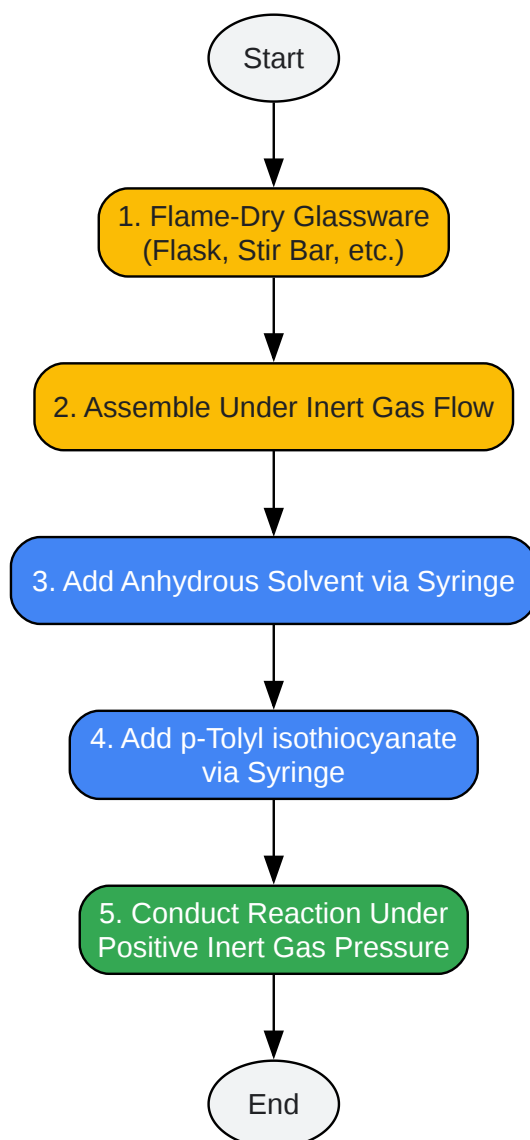 Start
1. Flame-Dry Glassware
(Flask, Stir Bar, etc.)
2. Assemble Under Inert Gas Flow
3. Add Anhydrous Solvent via Syringe
4. Add p-Tolyl isothiocyanate
via Syringe
5. Conduct Reaction Under
Positive Inert Gas Pressure
End